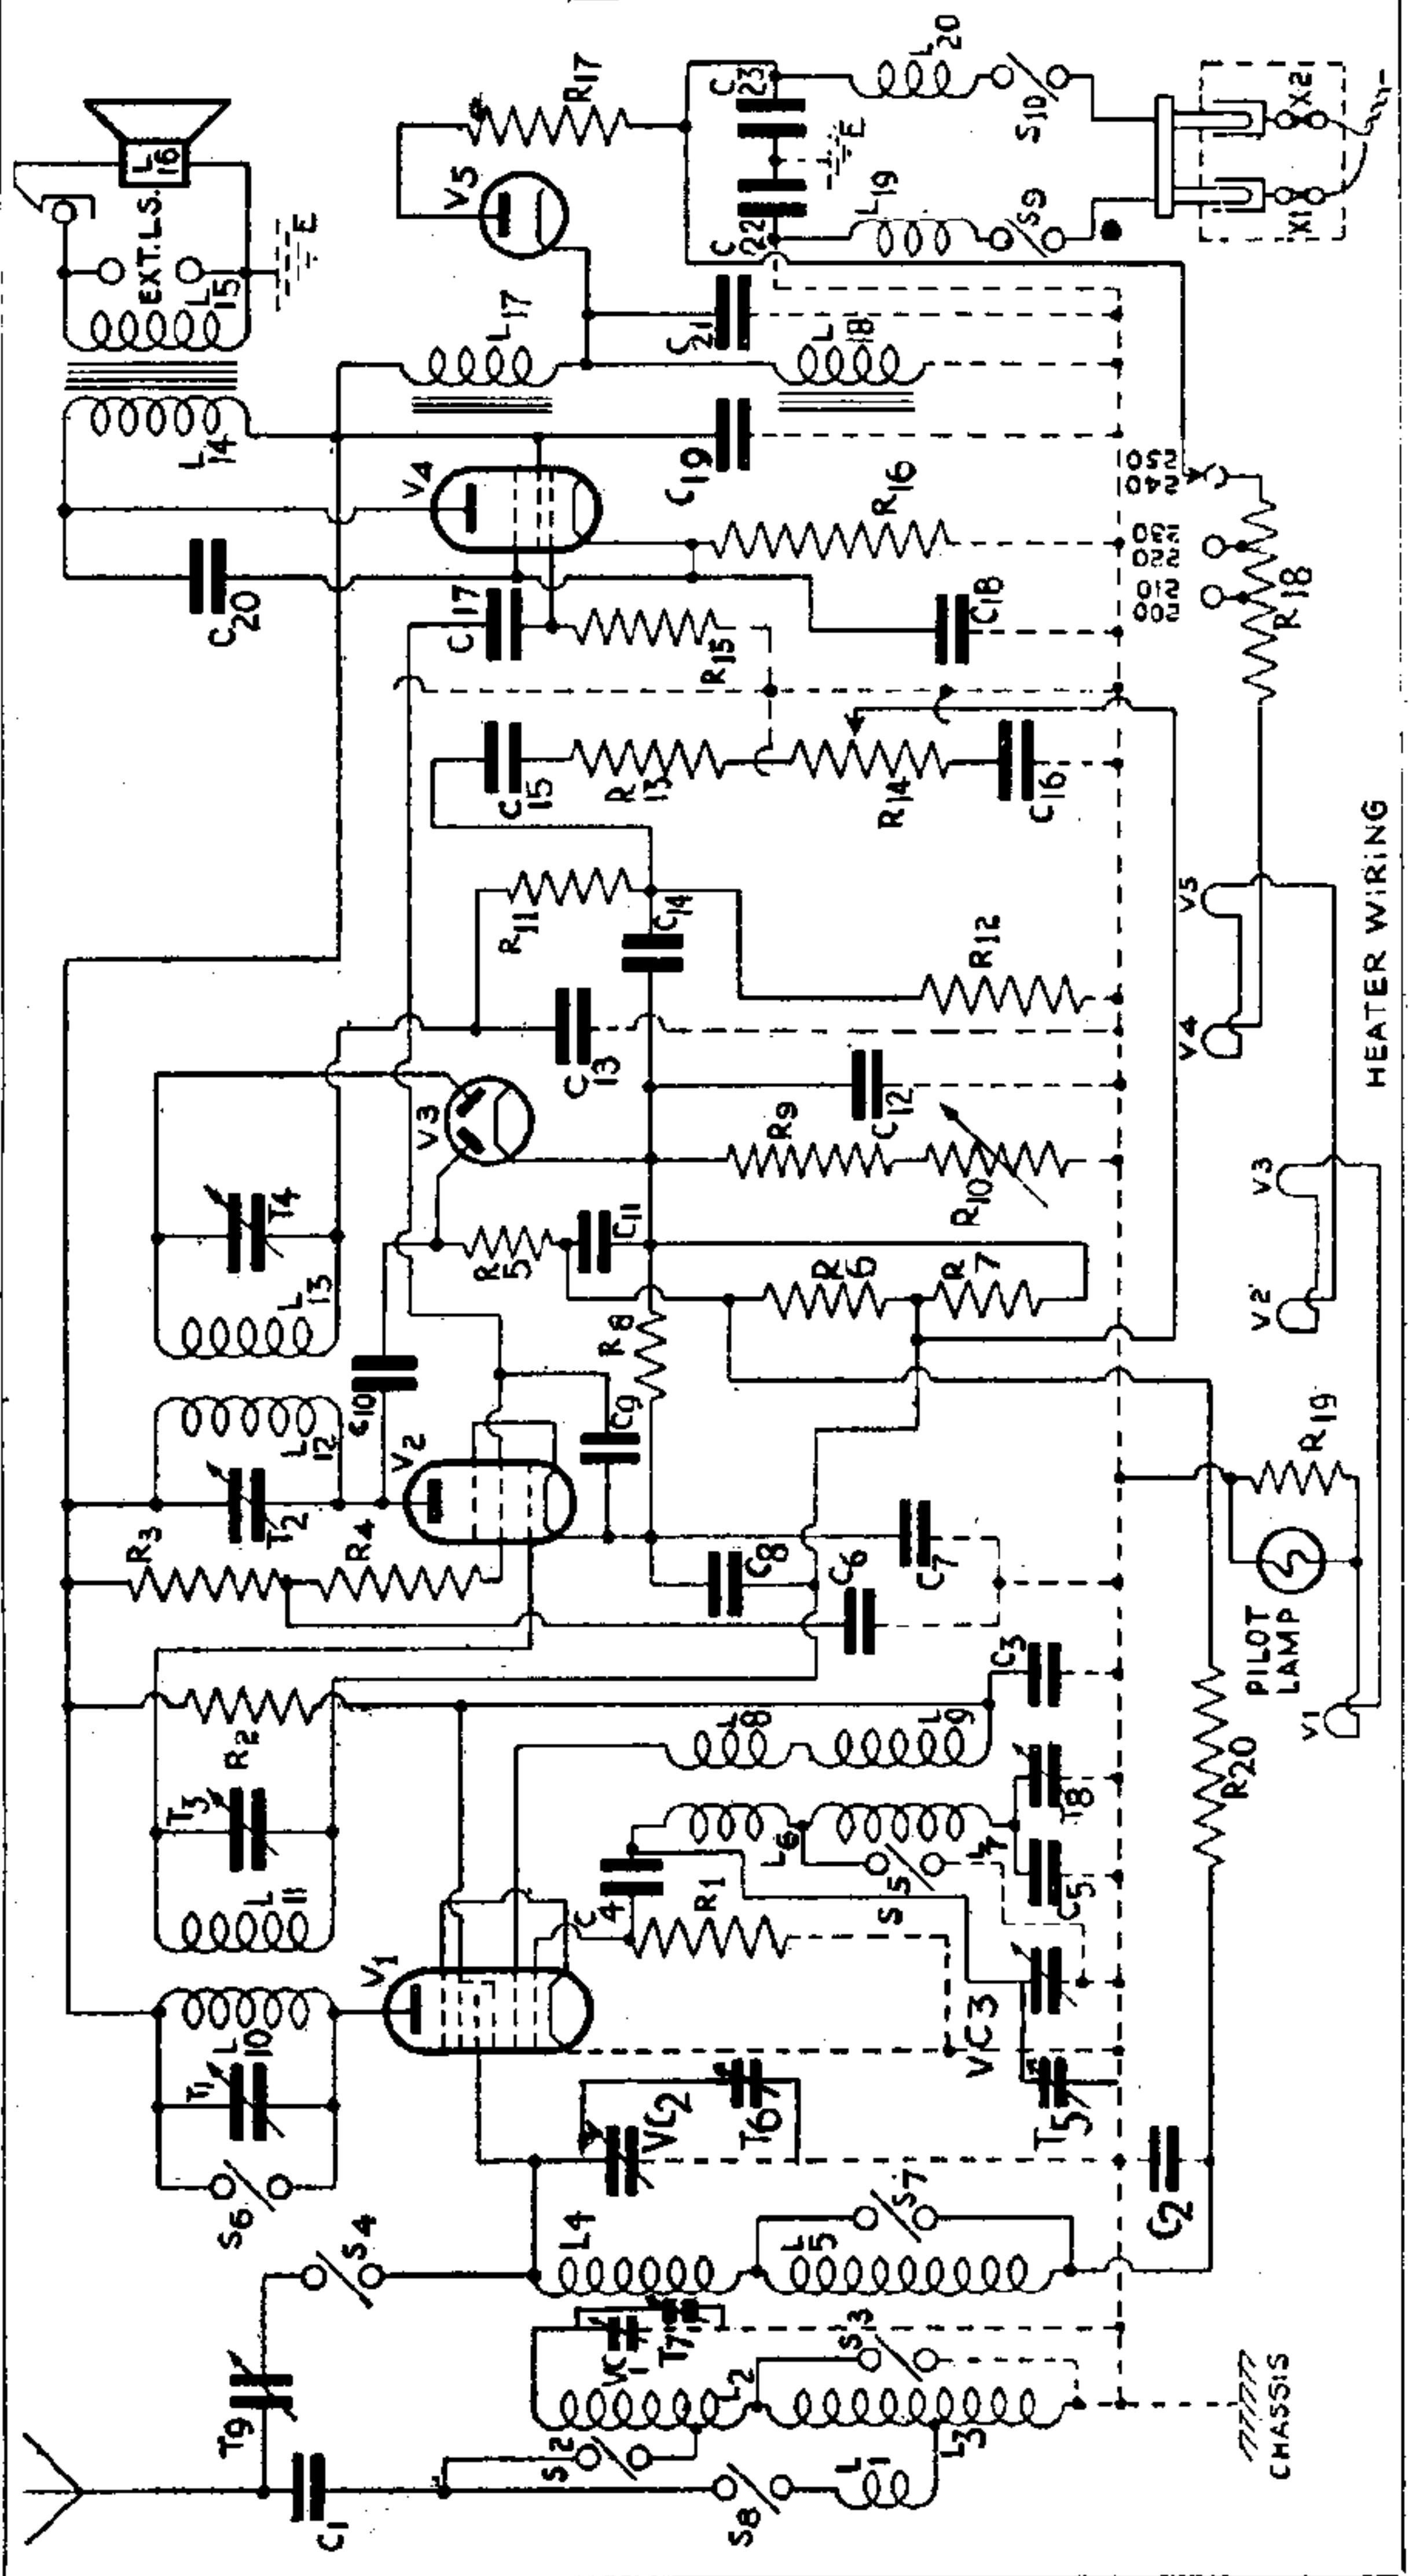 T9
C1
S4
S6
T1
L10
L11
T3
R2
R3
R4
T2
L12
L13
T4
C20
L14
L15
EXT.L.S.
L16
E
V1
V2
C10
V3
R5
C11
R8
C9
C13
R11
C14
C15
R13
C17
R15
V4
L17
V5
R17
S2
S8
L1
L2
L3
VC1
T7
S3
L4
L5
S7
VC2
T6
C4
R1
L6
L7
S5
L8
L9
C3
T8
C5
VC3
T5
C2
C8
C6
C7
R6
R7
R9
R10
C12
R12
R14
C16
C18
R16
C19
C21
L18
C22
C23
E
L19
L20
S9
S10
X1
X2
CHASSIS
R20
PILOT
LAMP
R19
V1
V2
V3
V4
V5
HEATER WIRING
R18
200
210
220
230
240
250